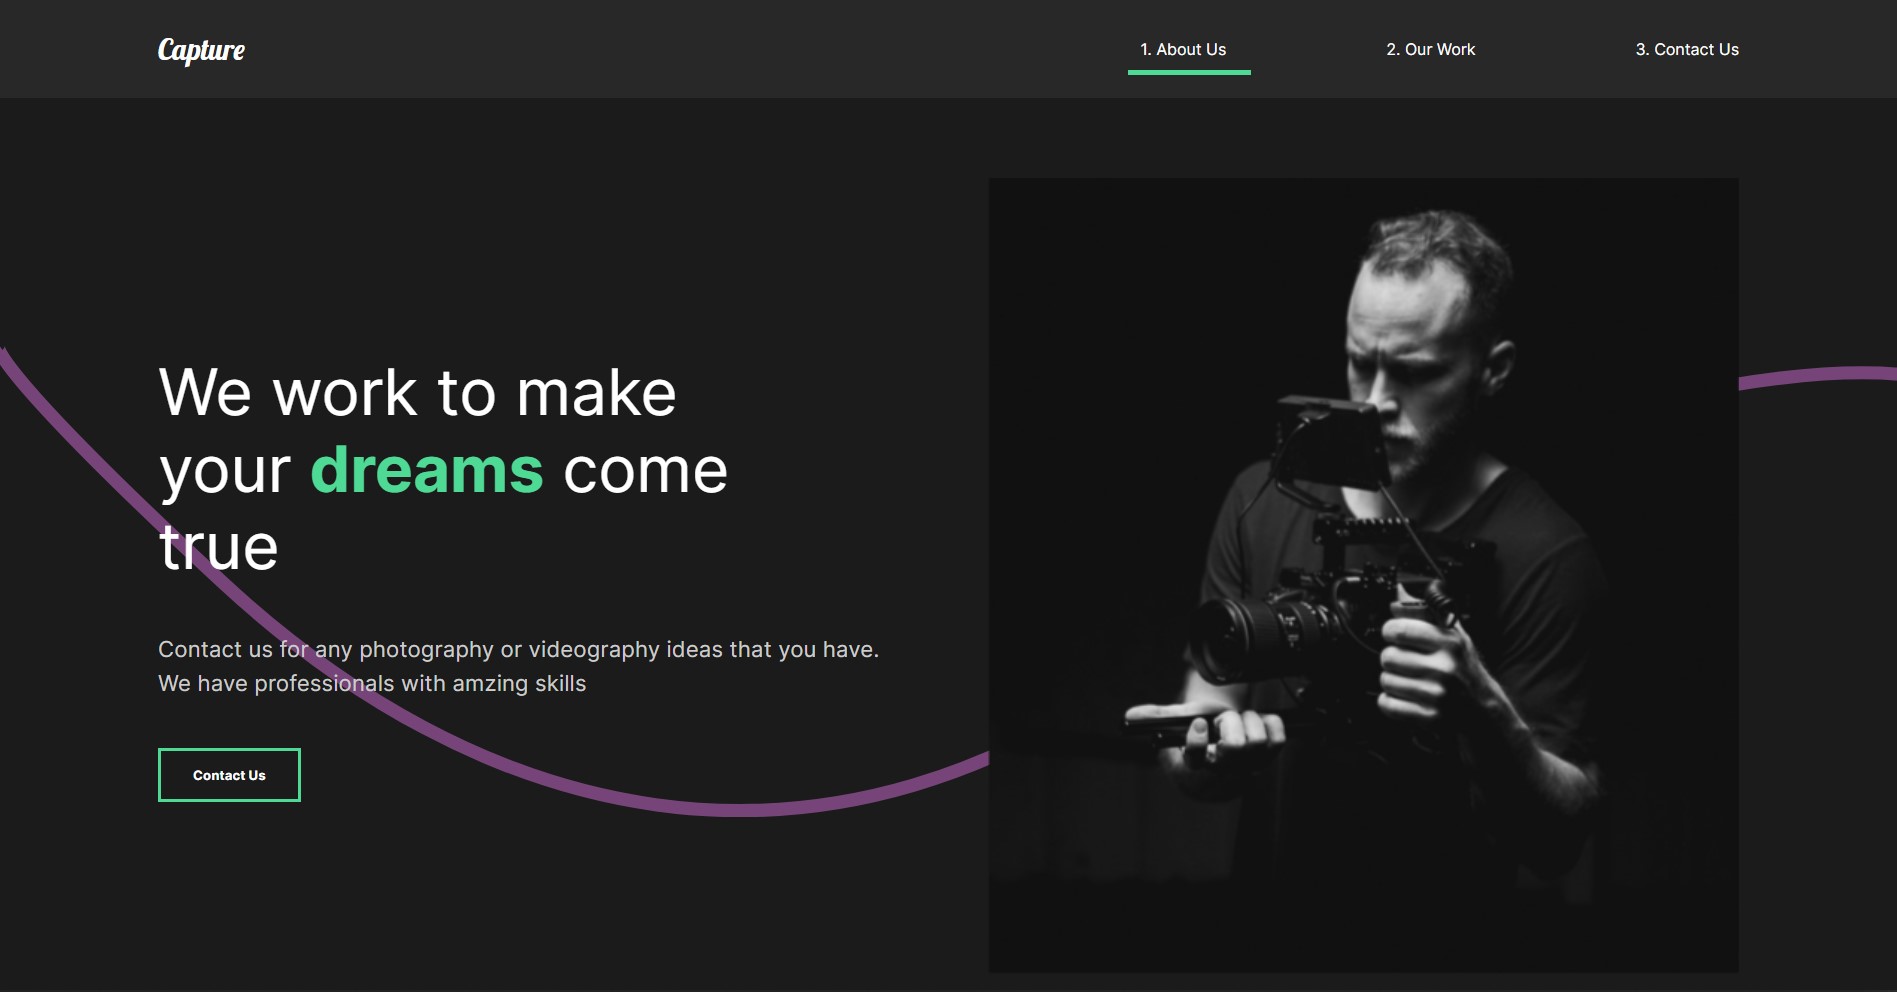 Capture
1. About Us
2. Our Work
3. Contact Us
We work to make
your dreams come
true
Contact us for any photography or videography ideas that you have.
We have professionals with amzing skills
Contact Us